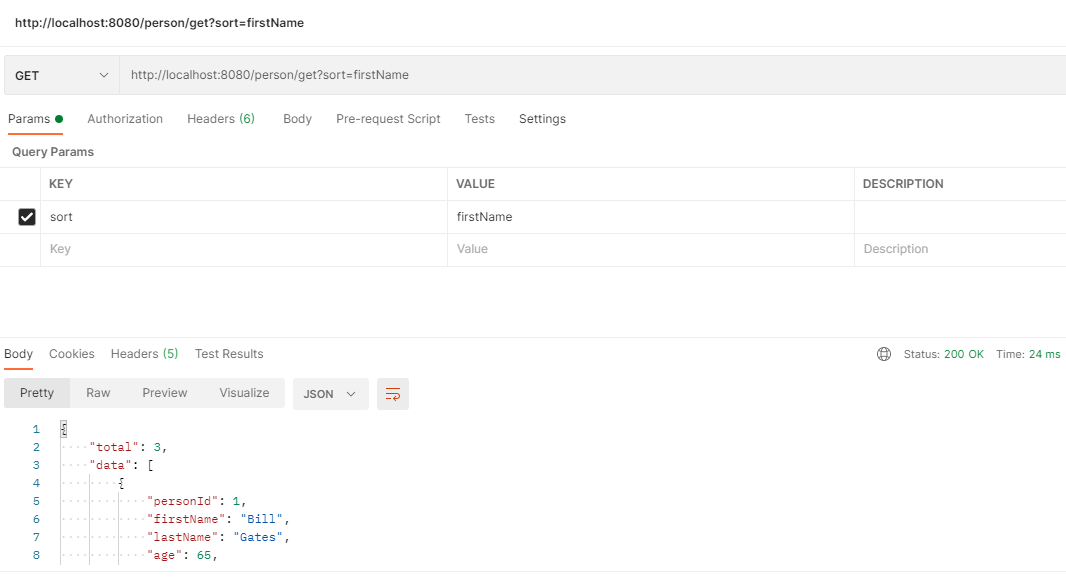 http://localhost:8080/person/get?sort=firstName
GET http://localhost:8080/person/get?sort=firstName
Params Authorization Headers (6) Body Pre-request Script Tests Settings
Query Params
KEY VALUE DESCRIPTION
sort firstName
Key Value Description
Body Cookies Headers (5) Test Results Status: 200 OK Time: 24 ms
Pretty Raw Preview Visualize JSON
1 {
2 "total": 3,
3 "data": [
4 {
5 "personId": 1,
6 "firstName": "Bill",
7 "lastName": "Gates",
8 "age": 65,